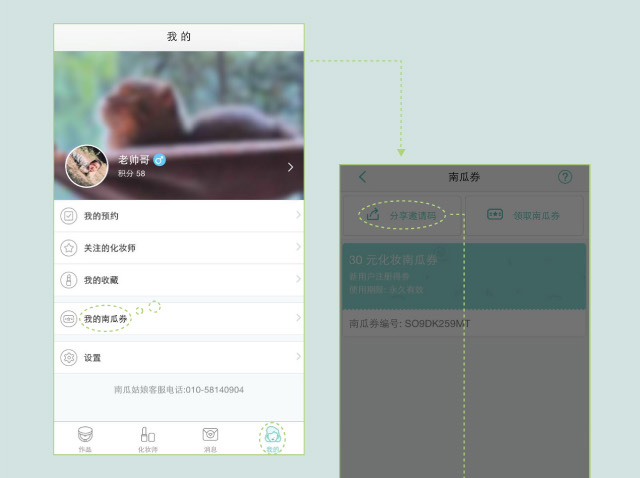 我的
老帅哥
积分 58
我的预约
关注的化妆师
我的收藏
我的南瓜券
设置
南瓜姑娘客服电话:010-58140904
作品
化妆师
消息
我的
南瓜券
分享邀请码
领取南瓜券
30 元化妆南瓜券
新用户注册得券
使用期限: 永久有效
南瓜券编号: SO9DK259MT